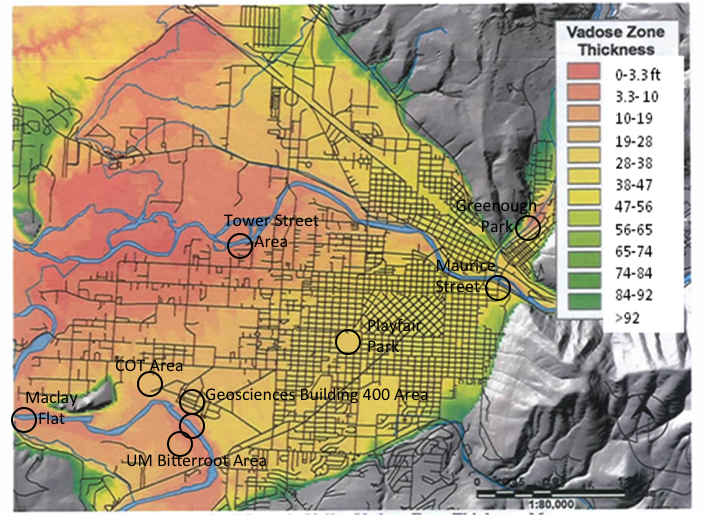 Vadose Zone
Thickness
0-3.3 ft
3.3- 10
10-19
19-28
28-38
38-47
47-56
56-65
65-74
74-84
84-92
>92
Greenough
Park
Tower Street
Area
Maurice
Street
Playfair
Park
COT Area
Geosciences Building 400 Area
Maclay
Flat
UM Bitterroot Area
1:80,000